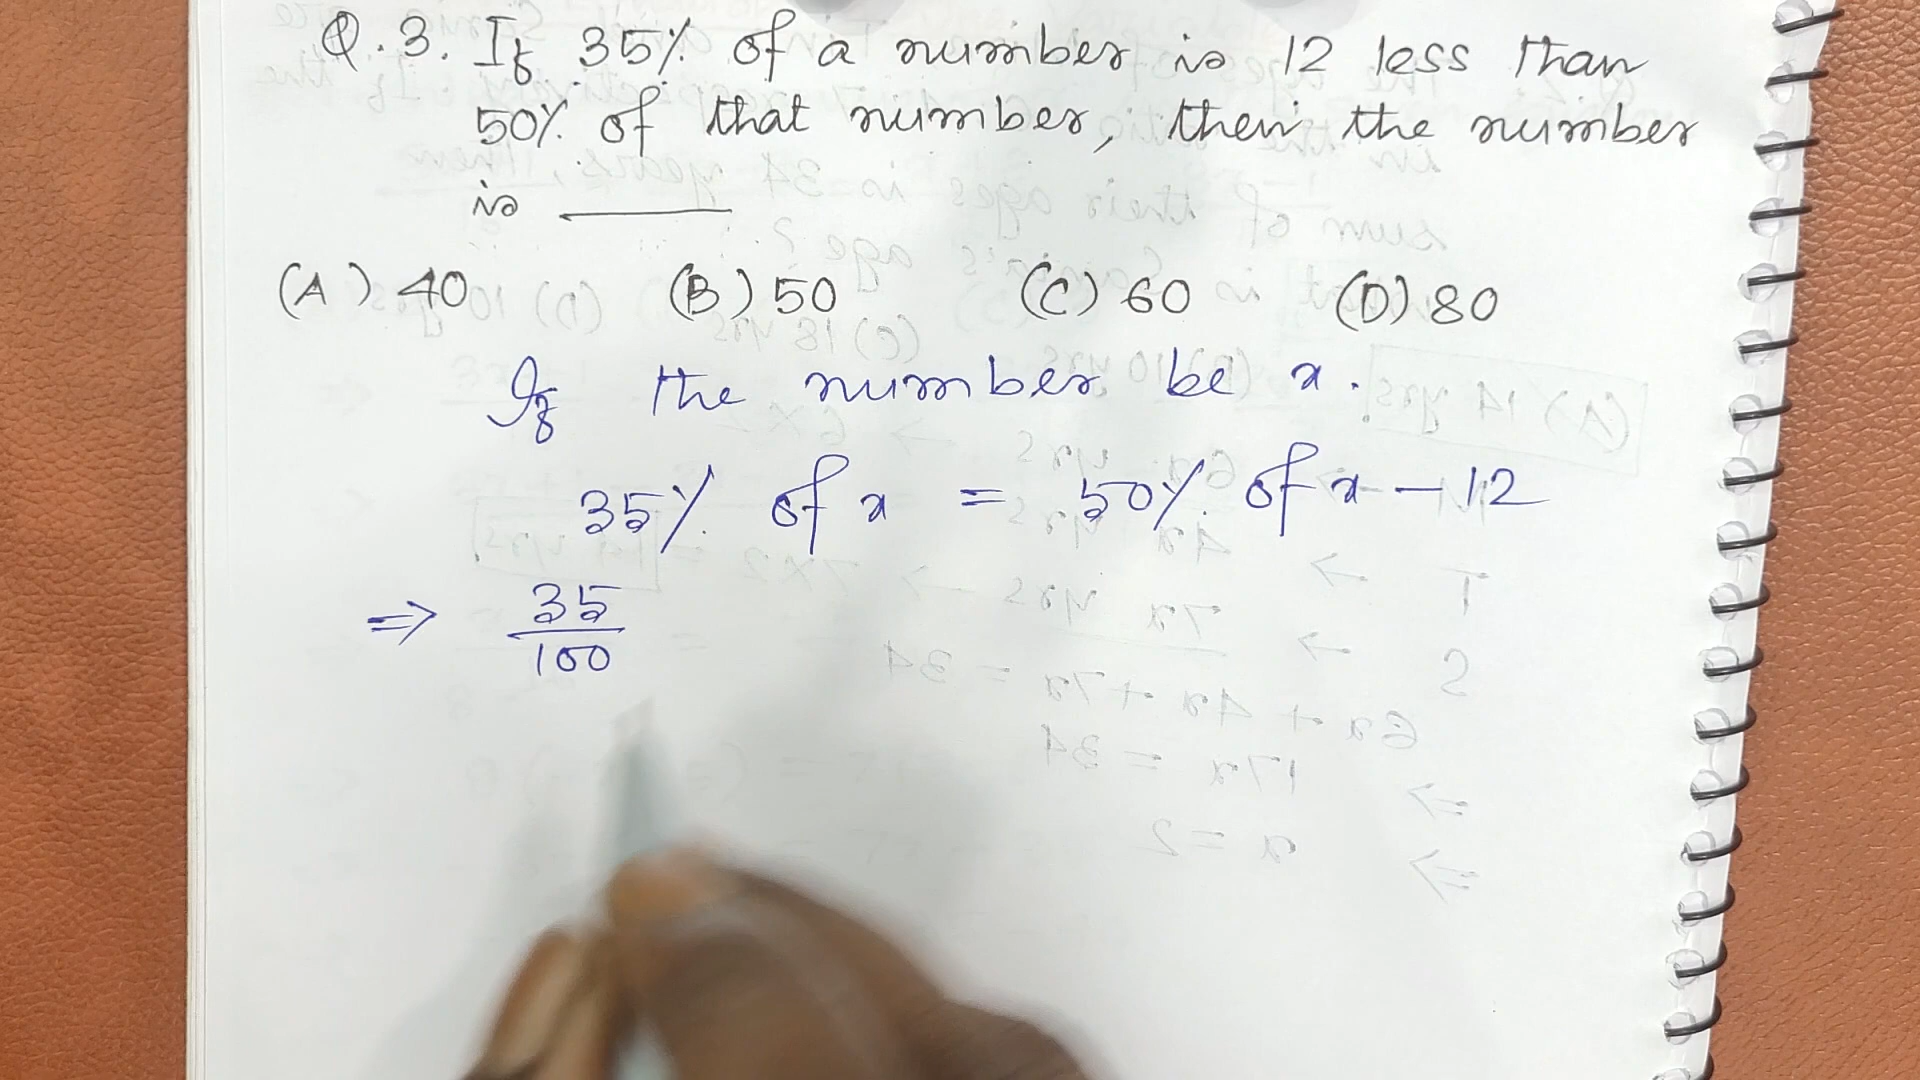 Q.3. If 35% of a number is 12 less than
50% of that number, then the number
is ______
(A) 40 (B) 50 (C) 60 (D) 80
If the number be x.
35% of x = 50% of x - 12
⇒ 35/100